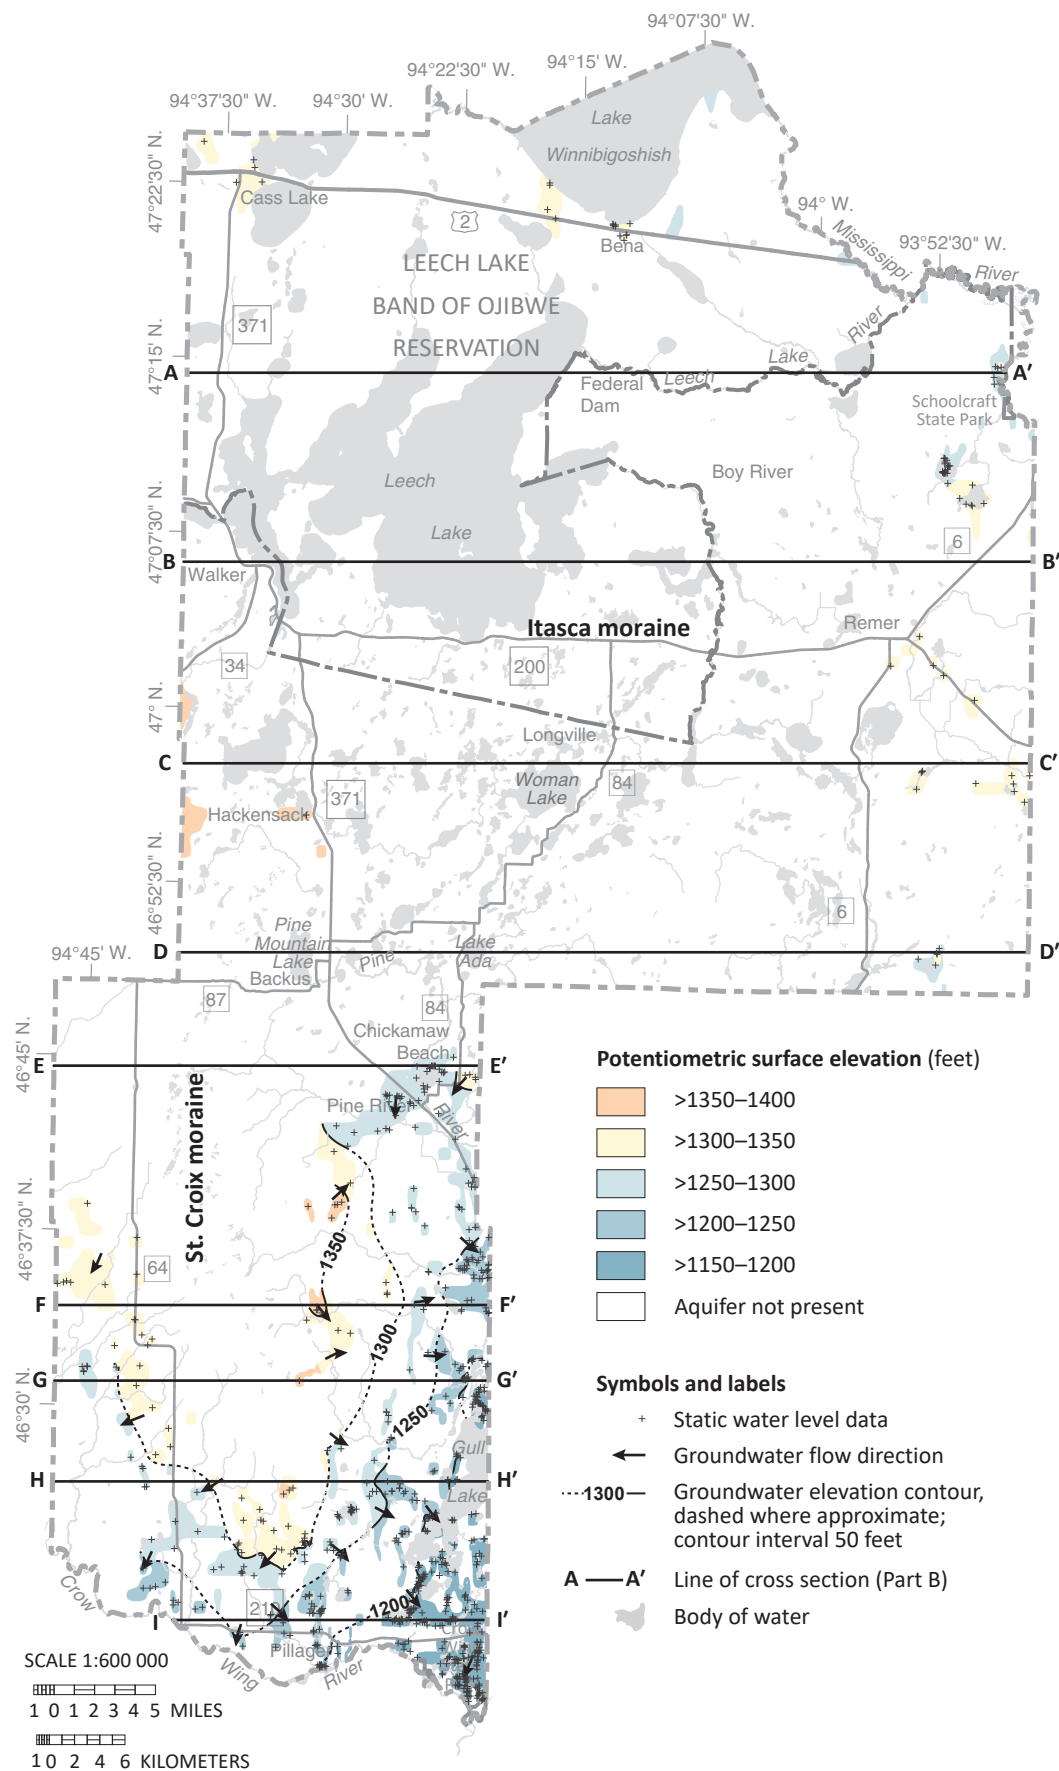 94°07'30" W.
94°15' W.
94°22'30" W.
94°37'30" W.
94°30' W.
Lake
Winnibigoshish
47°22'30" N.
Cass Lake
2
Bena
94° W.
Mississippi
93°52'30" W.
River
LEECH LAKE
BAND OF OJIBWE
RESERVATION
371
River
47°15' N.
Lake
A
A'
Federal
Dam
Leech
Schoolcraft
State Park
Leech
Lake
Boy River
47°07'30" N.
6
B
B'
Walker
Itasca moraine
Remer
34
200
47° N.
Longville
C
C'
Woman
Lake
84
371
Hackensack
46°52'30" N.
6
Pine
Mountain
Lake
94°45' W.
D
D'
Pine
Lake
Ada
Backus
87
84
Chickamaw
Beach
46°45' N.
E
E'
St. Croix moraine
Pine River
River
46°37'30" N.
64
1350
F
F'
1300
G
G'
46°30' N.
1250
Gull
Lake
H
H'
Crow
210
1200
I
I'
Pillager
Wing
River
Potentiometric surface elevation (feet)
>1350–1400
>1300–1350
>1250–1300
>1200–1250
>1150–1200
Aquifer not present
Symbols and labels
Static water level data
Groundwater flow direction
1300
Groundwater elevation contour,
dashed where approximate;
contour interval 50 feet
A A' Line of cross section (Part B)
Body of water
SCALE 1:600 000
1 0 1 2 3 4 5 MILES
1 0 2 4 6 KILOMETERS